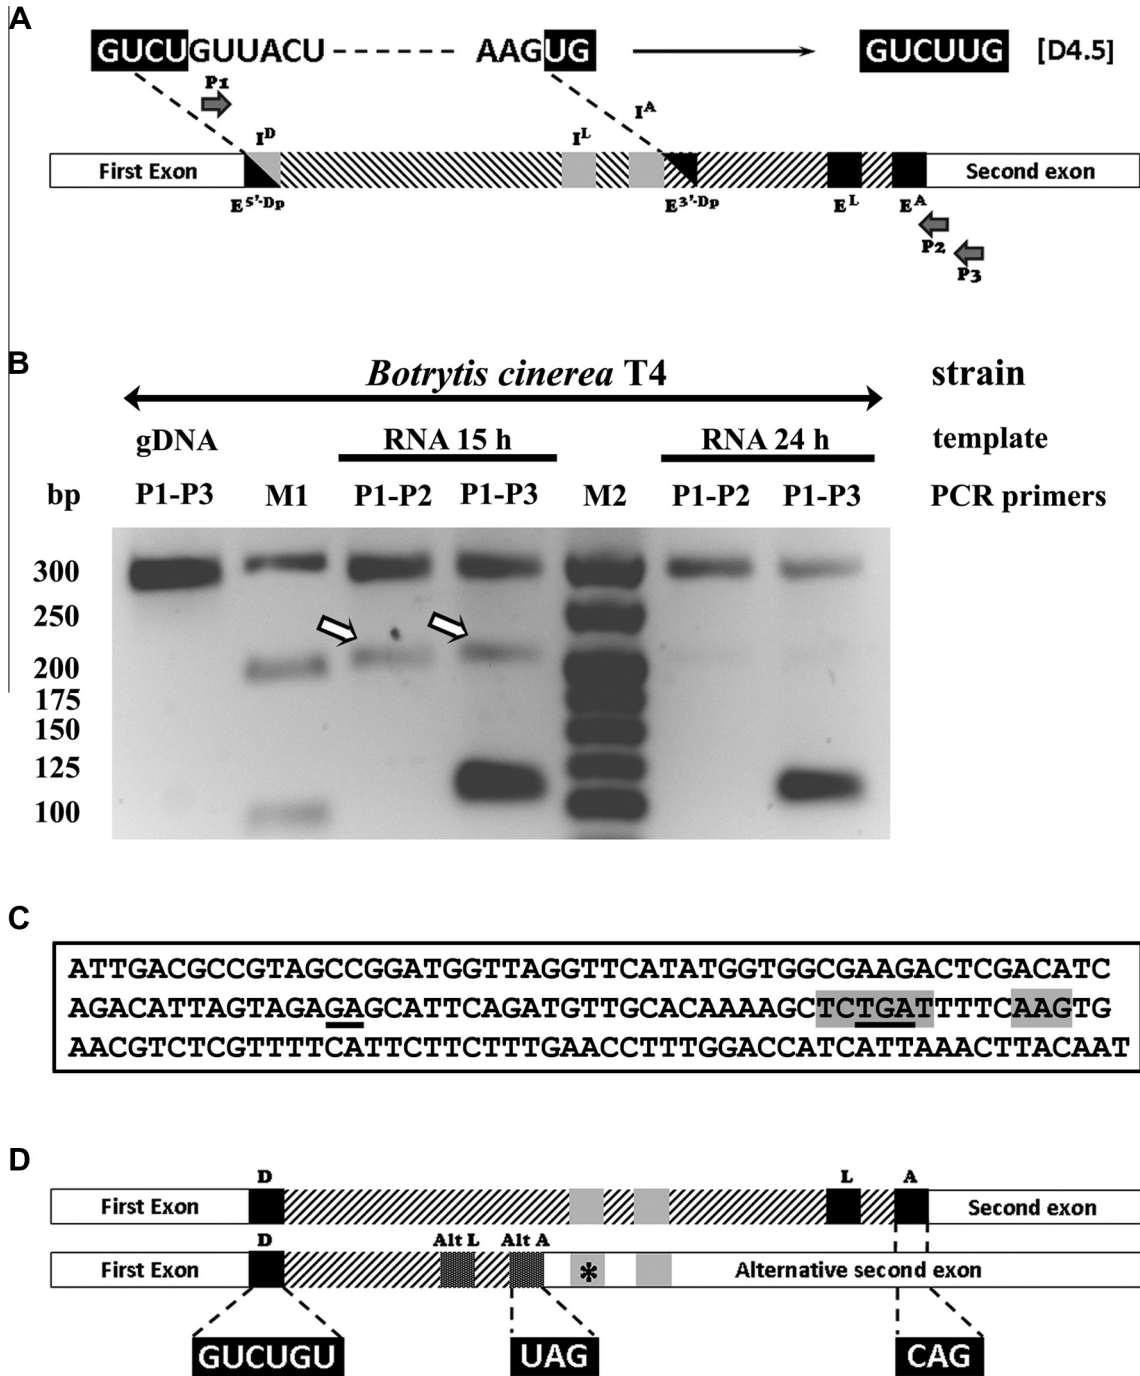 A
GUCUGUUACU AAGUG GUCUUG [D4.5]
P1
I^D I^L I^A
First Exon Second exon
E^5'-Dp E^3'-Dp E^L E^A
P2
P3
B
Botrytis cinerea T4 strain
gDNA RNA 15 h RNA 24 h template
bp P1-P3 M1 P1-P2 P1-P3 M2 P1-P2 P1-P3 PCR primers
300
250
200
175
150
125
100
C
ATTGACGCCGTAGCCGGATGGTTAGGTTCATATGGTGGCGAAGACTCGACATC
AGACATTAGTAGAGAGCATTCAGATGTTGCACAAAAGCTCTGATTTTTCAAGTG
AACGTCTCGTTTTCATTCTTCTTTGAACCTTTGGACCATCATTAAACTTACAAT
D
D L A
First Exon Second exon
D Alt L Alt A
First Exon * Alternative second exon
GUCUGU UAG CAG